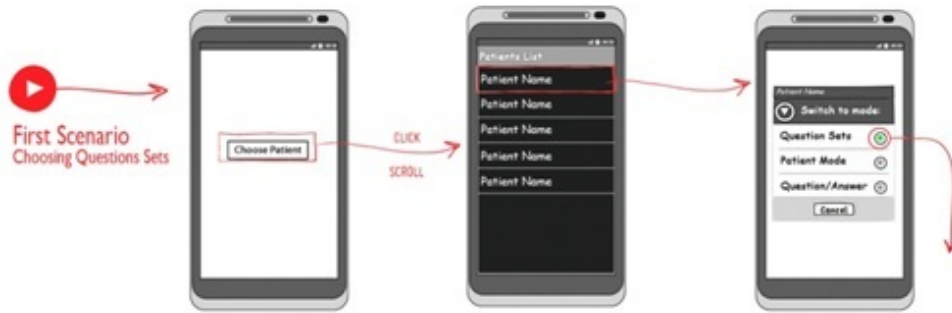 First Scenario
Choosing Questions Sets
Choose Patient
CLICK
SCROLL
Patients List
Patient Name
Patient Name
Patient Name
Patient Name
Patient Name
Patient Name
Switch to mode:
Question Sets
Patient Mode
Question/Answer
Cancel